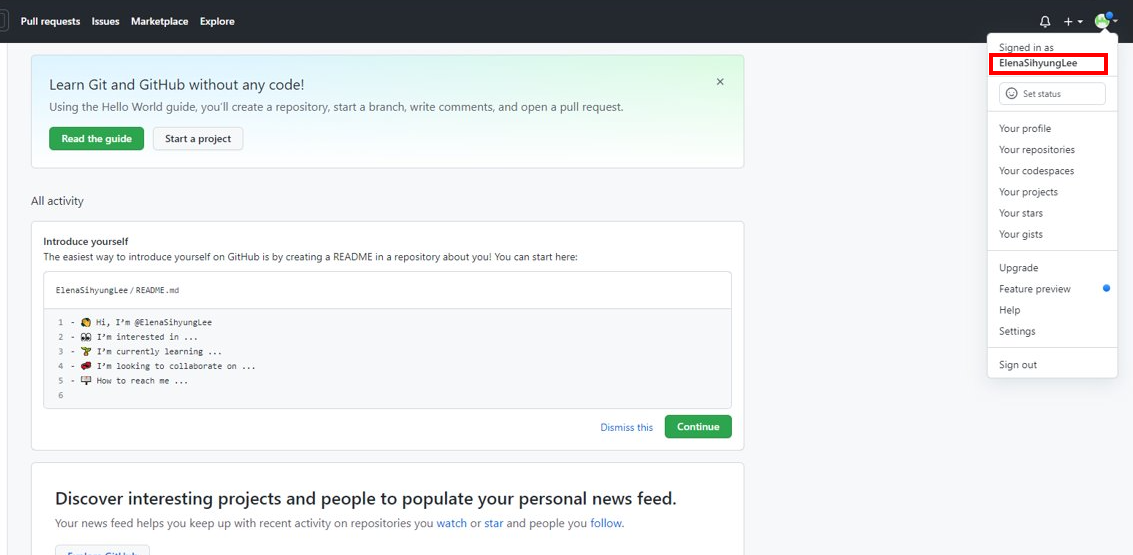 Pull requests Issues Marketplace Explore
Signed in as
ElenaSihyungLee
Set status
Your profile
Your repositories
Your codespaces
Your projects
Your stars
Your gists
Upgrade
Feature preview
Help
Settings
Sign out
Learn Git and GitHub without any code!
Using the Hello World guide, you'll create a repository, start a branch, write comments, and open a pull request.
Read the guide Start a project
All activity
Introduce yourself
The easiest way to introduce yourself on GitHub is by creating a README in a repository about you! You can start here:
ElenaSihyungLee/README.md
1 - 👋 Hi, I'm @ElenaSihyungLee
2 - 👀 I'm interested in ...
3 - 🌱 I'm currently learning ...
4 - 💞️ I'm looking to collaborate on ...
5 - 📫 How to reach me ...
6
Dismiss this Continue
Discover interesting projects and people to populate your personal news feed.
Your news feed helps you keep up with recent activity on repositories you watch or star and people you follow.
Explore GitHub